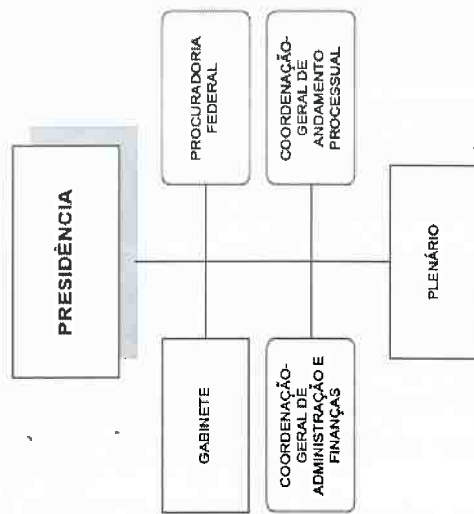 PRESIDÊNCIA
GABINETE
PROCURADORIA
FEDERAL
COORDENAÇÃO-
GERAL DE
ADMINISTRAÇÃO E
FINANÇAS
COORDENAÇÃO-
GERAL DE
ANDAMENTO
PROCESSUAL
PLENÁRIO